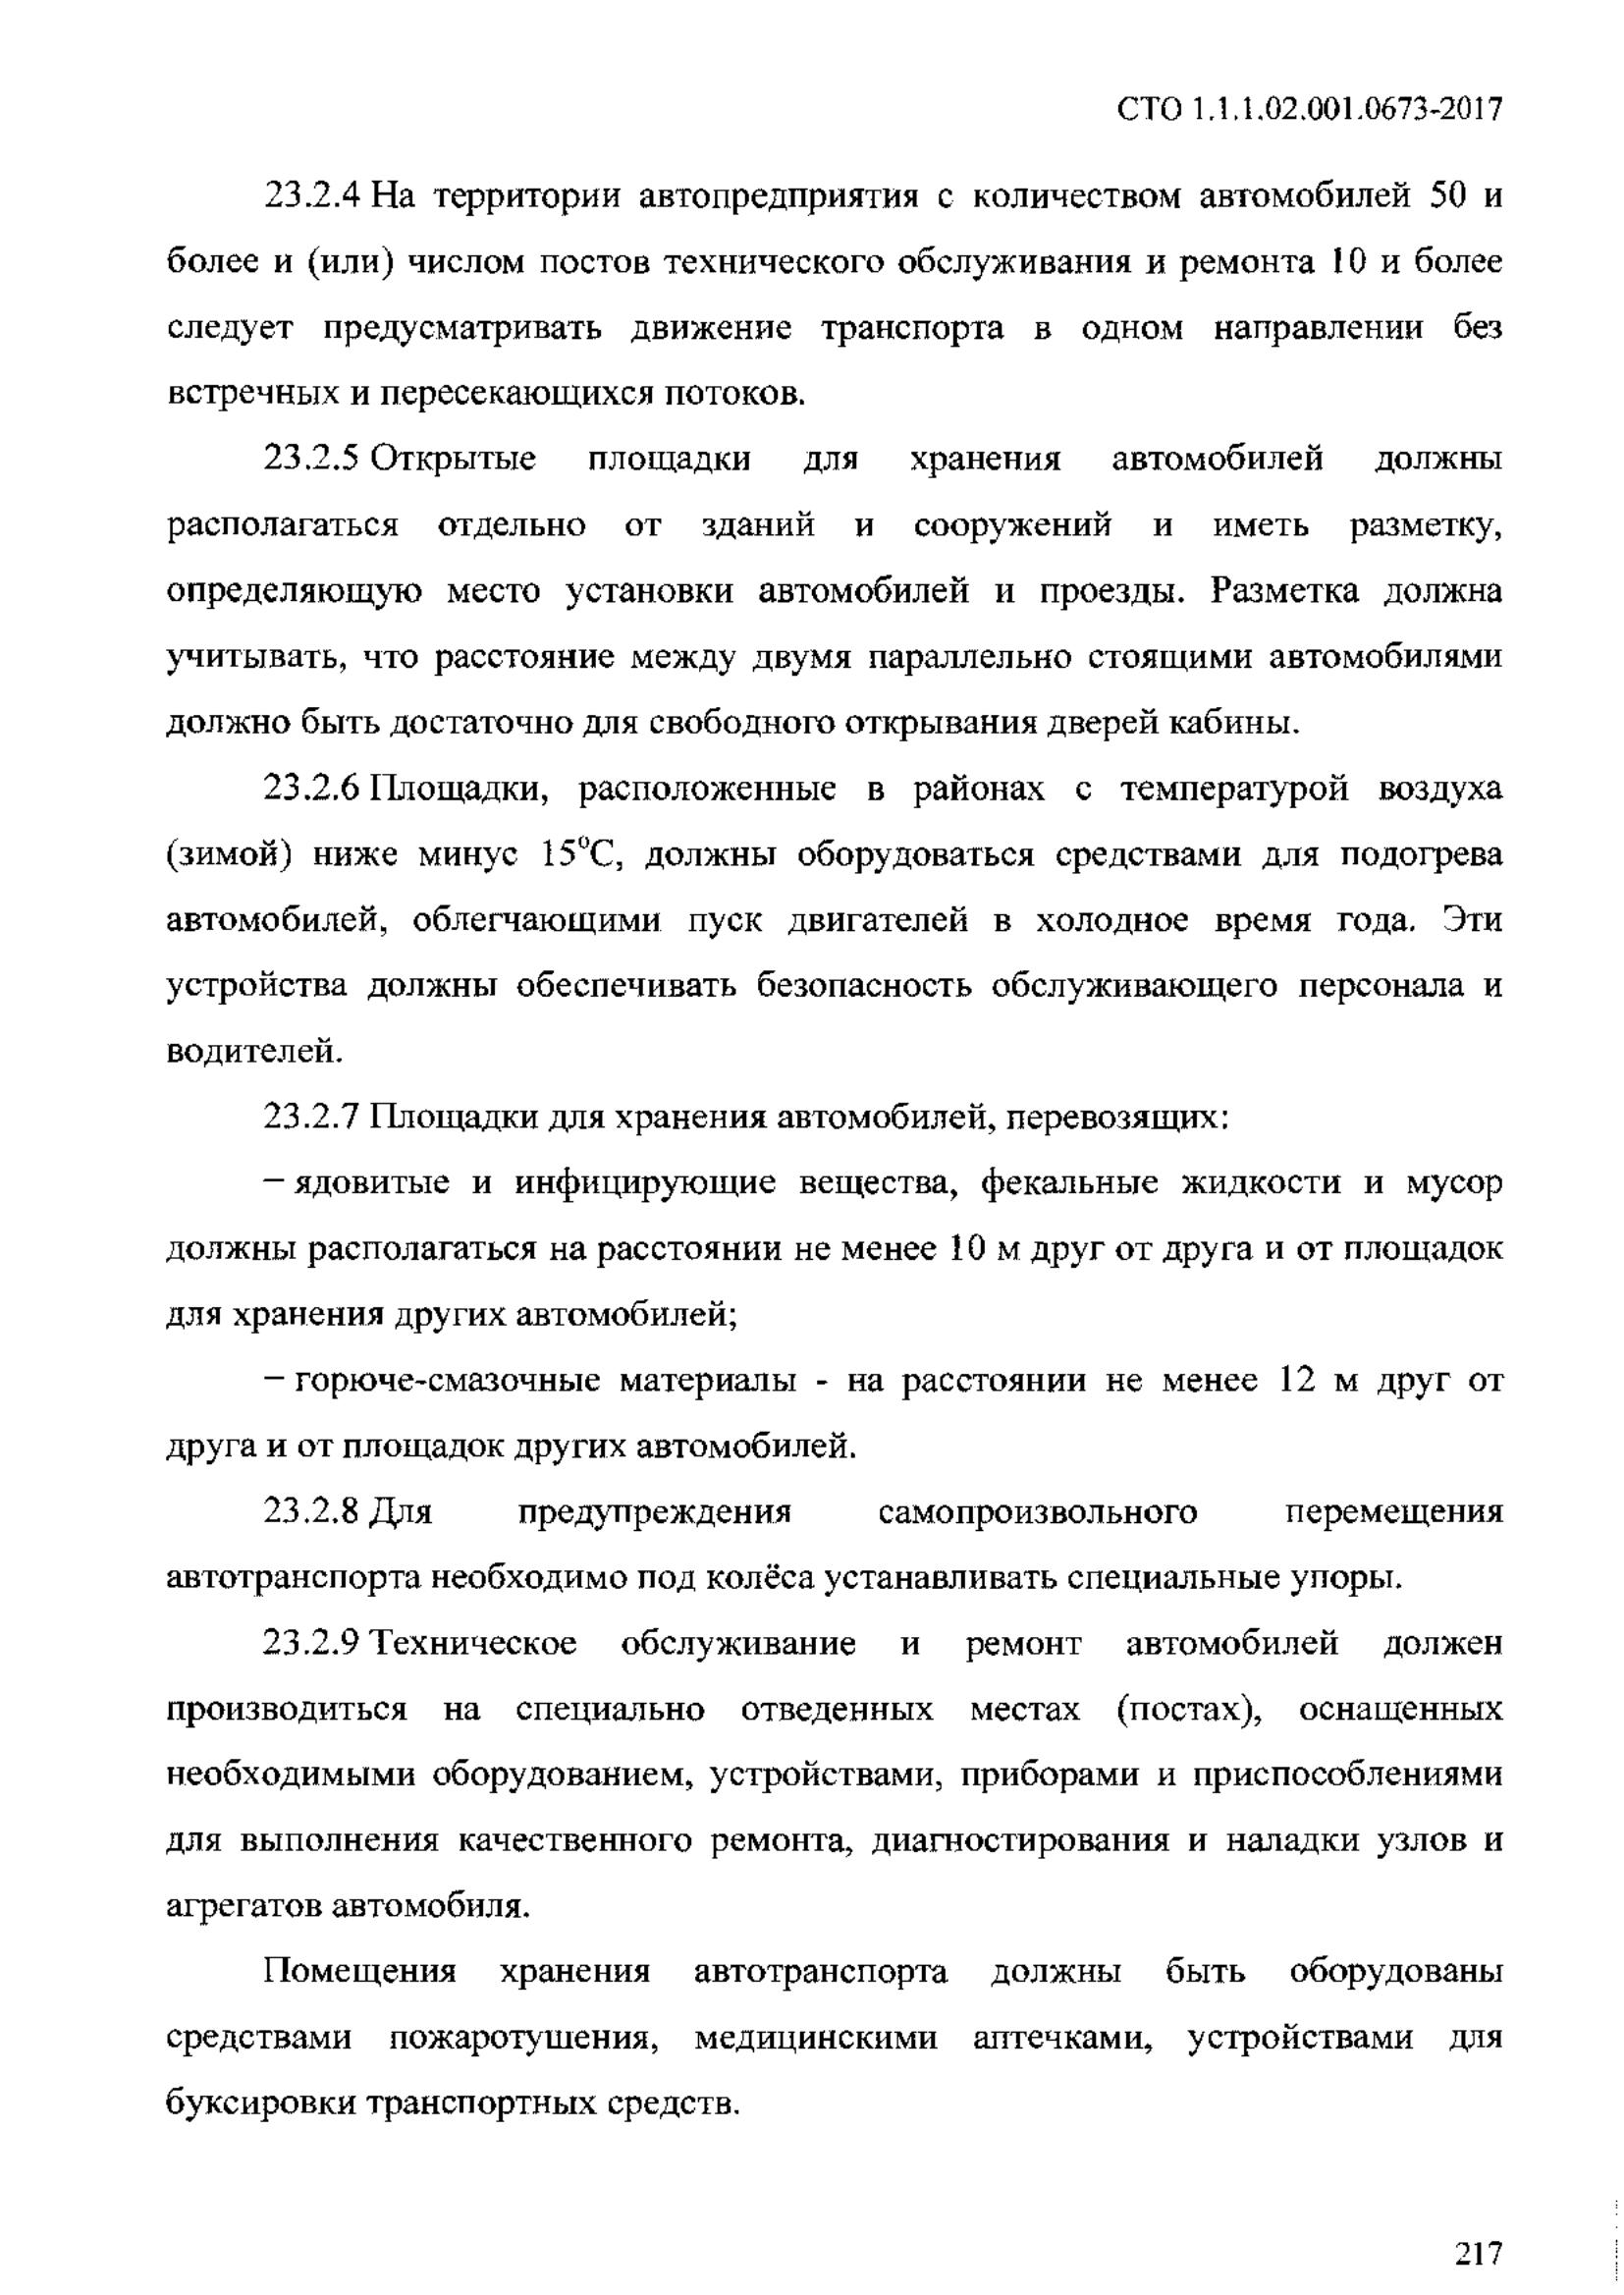 СТО 1.1.1.02.001.0673-2017
23.2.4 На территории автопредприятия с количеством автомобилей 50 и
более и (или) числом постов технического обслуживания и ремонта 10 и более
следует предусматривать движение транспорта в одном направлении без
встречных и пересекающихся потоков.
23.2.5 Открытые площадки для хранения автомобилей должны
располагаться отдельно от зданий и сооружений и иметь разметку,
определяющую место установки автомобилей и проезды. Разметка должна
учитывать, что расстояние между двумя параллельно стоящими автомобилями
должно быть достаточно для свободного открывания дверей кабины.
23.2.6 Площадки, расположенные в районах с температурой воздуха
(зимой) ниже минус 15⁰С, должны оборудоваться средствами для подогрева
автомобилей, облегчающими пуск двигателей в холодное время года. Эти
устройства должны обеспечивать безопасность обслуживающего персонала и
водителей.
23.2.7 Площадки для хранения автомобилей, перевозящих:
– ядовитые и инфицирующие вещества, фекальные жидкости и мусор
должны располагаться на расстоянии не менее 10 м друг от друга и от площадок
для хранения других автомобилей;
– горюче-смазочные материалы - на расстоянии не менее 12 м друг от
друга и от площадок других автомобилей.
23.2.8 Для предупреждения самопроизвольного перемещения
автотранспорта необходимо под колёса устанавливать специальные упоры.
23.2.9 Техническое обслуживание и ремонт автомобилей должен
производиться на специально отведенных местах (постах), оснащенных
необходимыми оборудованием, устройствами, приборами и приспособлениями
для выполнения качественного ремонта, диагностирования и наладки узлов и
агрегатов автомобиля.
Помещения хранения автотранспорта должны быть оборудованы
средствами пожаротушения, медицинскими аптечками, устройствами для
буксировки транспортных средств.
217